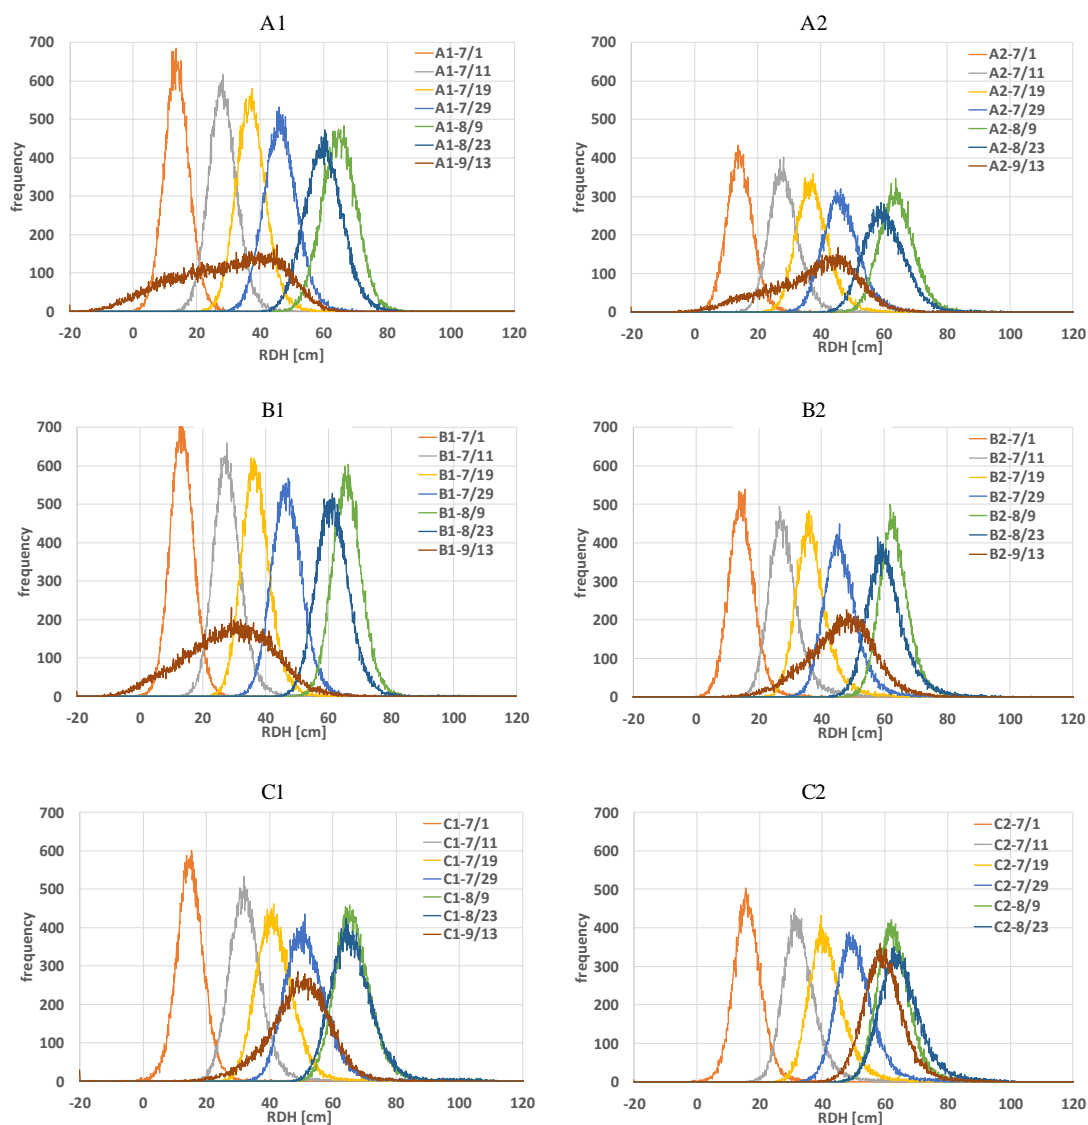 A1
700
600
500
400
300
200
100
0
frequency
-20 0 20 40 60 80 100 120
RDH [cm]
A1-7/1
A1-7/11
A1-7/19
A1-7/29
A1-8/9
A1-8/23
A1-9/13
A2
700
600
500
400
300
200
100
0
frequency
-20 0 20 40 60 80 100 120
RDH [cm]
A2-7/1
A2-7/11
A2-7/19
A2-7/29
A2-8/9
A2-8/23
A2-9/13
B1
700
600
500
400
300
200
100
0
frequency
-20 0 20 40 60 80 100 120
RDH [cm]
B1-7/1
B1-7/11
B1-7/19
B1-7/29
B1-8/9
B1-8/23
B1-9/13
B2
700
600
500
400
300
200
100
0
frequency
-20 0 20 40 60 80 100 120
RDH [cm]
B2-7/1
B2-7/11
B2-7/19
B2-7/29
B2-8/9
B2-8/23
B2-9/13
C1
700
600
500
400
300
200
100
0
frequency
-20 0 20 40 60 80 100 120
RDH [cm]
C1-7/1
C1-7/11
C1-7/19
C1-7/29
C1-8/9
C1-8/23
C1-9/13
C2
700
600
500
400
300
200
100
0
frequency
-20 0 20 40 60 80 100 120
RDH [cm]
C2-7/1
C2-7/11
C2-7/19
C2-7/29
C2-8/9
C2-8/23